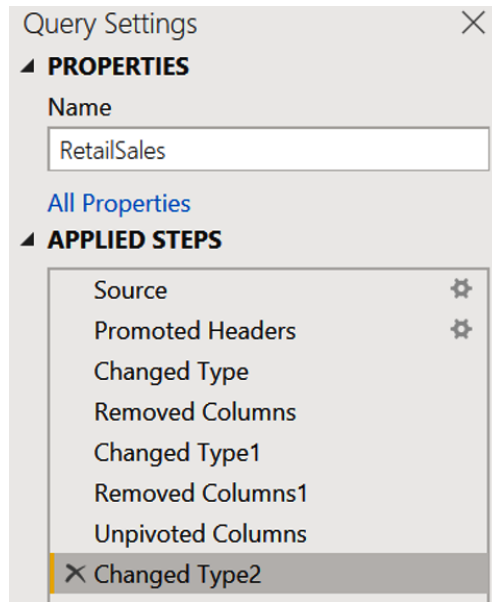 Query Settings
PROPERTIES
Name
RetailSales
All Properties
APPLIED STEPS
Source
Promoted Headers
Changed Type
Removed Columns
Changed Type1
Removed Columns1
Unpivoted Columns
Changed Type2